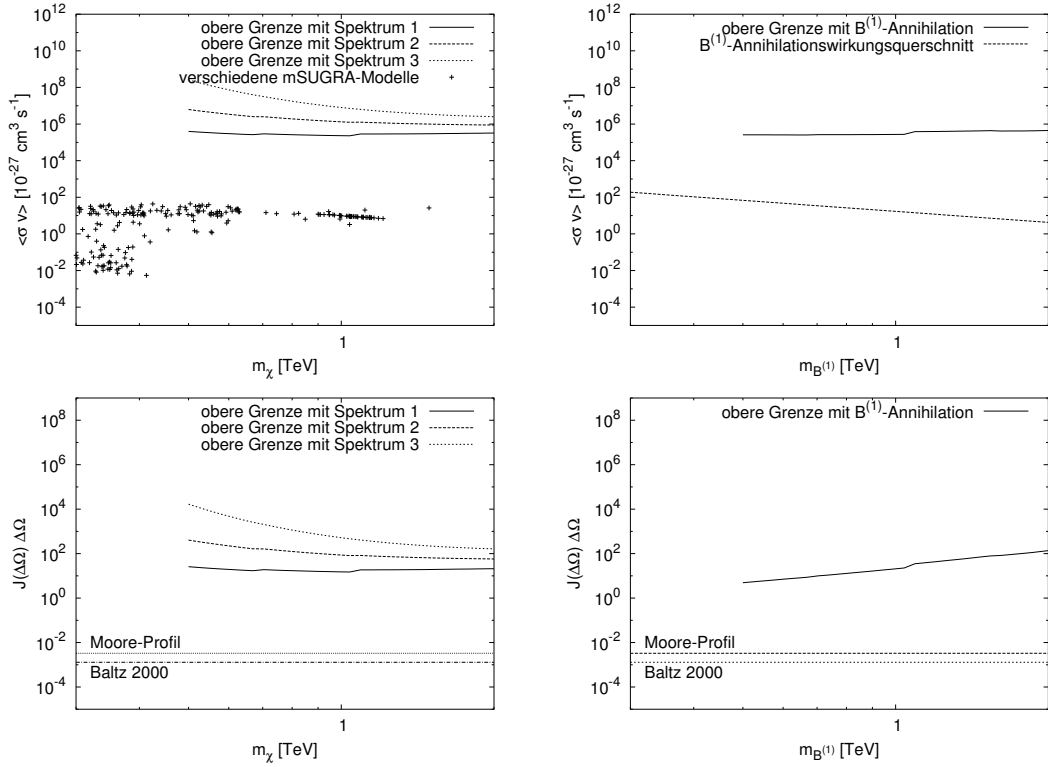 10^12
10^10
10^8
10^6
10^4
10^2
10^0
10^-2
10^-4
<σ v> [10^-27 cm^3 s^-1]
obere Grenze mit Spektrum 1
obere Grenze mit Spektrum 2
obere Grenze mit Spektrum 3
verschiedene mSUGRA-Modelle
1
m_χ [TeV]
10^12
10^10
10^8
10^6
10^4
10^2
10^0
10^-2
10^-4
<σ v> [10^-27 cm^3 s^-1]
obere Grenze mit B^(1)-Annihilation
B^(1)-Annihilationswirkungsquerschnitt
1
m_B^(1) [TeV]
10^8
10^6
10^4
10^2
10^0
10^-2
10^-4
J(ΔΩ) ΔΩ
obere Grenze mit Spektrum 1
obere Grenze mit Spektrum 2
obere Grenze mit Spektrum 3
Moore-Profil
Baltz 2000
1
m_χ [TeV]
10^8
10^6
10^4
10^2
10^0
10^-2
10^-4
J(ΔΩ) ΔΩ
obere Grenze mit B^(1)-Annihilation
Moore-Profil
Baltz 2000
1
m_B^(1) [TeV]